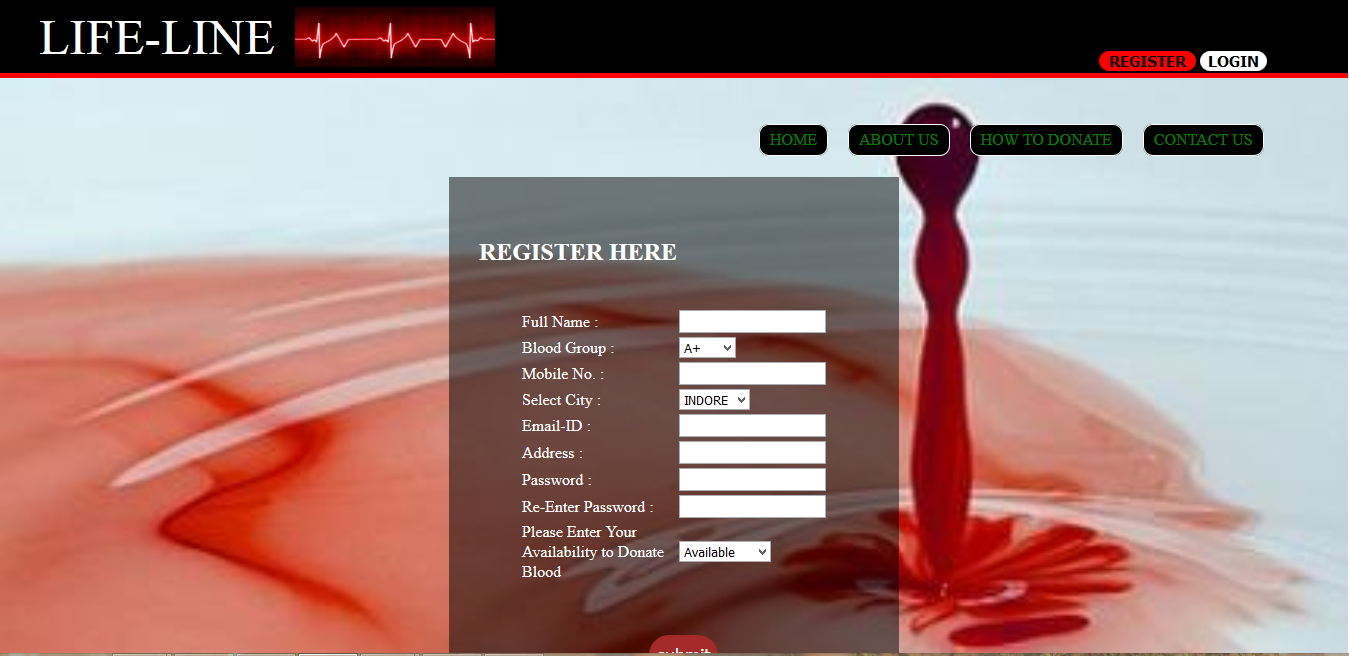 LIFE-LINE
REGISTER LOGIN
HOME ABOUT US HOW TO DONATE CONTACT US
REGISTER HERE
Full Name :
Blood Group : A+
Mobile No. :
Select City : INDORE
Email-ID :
Address :
Password :
Re-Enter Password :
Please Enter Your
Availability to Donate Available
Blood
submit